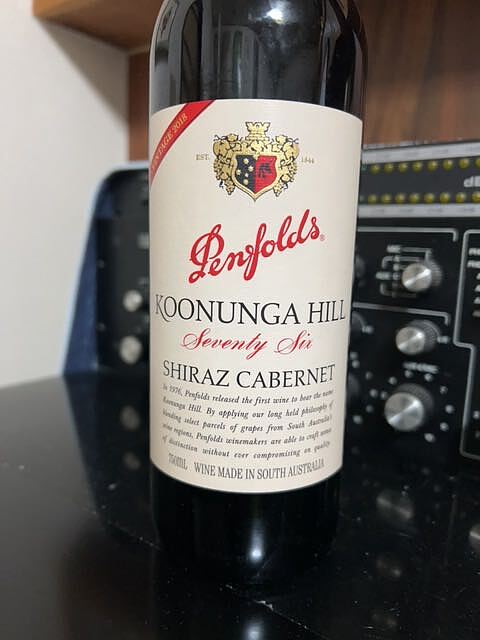 VINTAGE 2018
EST. 1844
Penfolds®
KOONUNGA HILL
Seventy Six
SHIRAZ CABERNET
In 1976, Penfolds released the first wine to bear the name
Koonunga Hill. By applying our long held philosophy of
blending select parcels of grapes from South Australia's
wine regions, Penfolds winemakers are able to craft wines
of distinction without ever compromising on quality.
750ML WINE MADE IN SOUTH AUSTRALIA